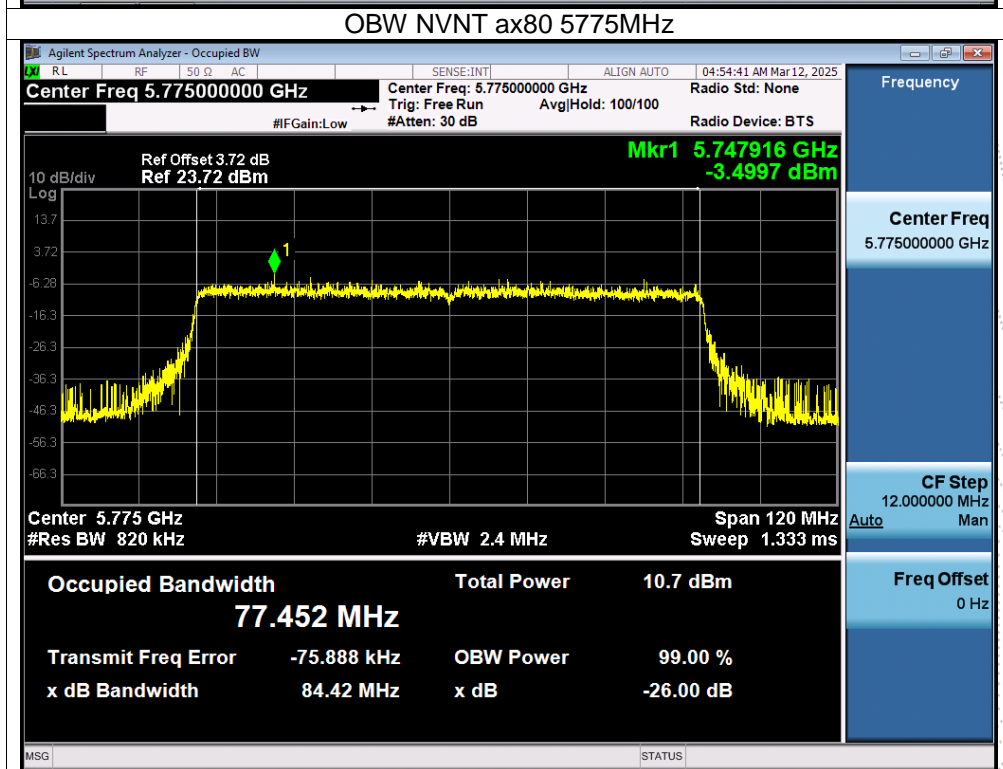 OBW NVNT ax80 5775MHz
Agilent Spectrum Analyzer - Occupied BW
LXI RL RF 50 Ω AC SENSE:INT ALIGN AUTO 04:54:41 AM Mar 12, 2025
Center Freq 5.775000000 GHz
Center Freq: 5.775000000 GHz Radio Std: None
Trig: Free Run Avg|Hold: 100/100
#IFGain:Low #Atten: 30 dB Radio Device: BTS
Mkr1 5.747916 GHz
-3.4997 dBm
Ref Offset 3.72 dB
10 dB/div Ref 23.72 dBm
Log
13.7
3.72
-6.28
-16.3
-26.3
-36.3
-46.3
-56.3
-66.3
1
Center 5.775 GHz Span 120 MHz
#Res BW 820 kHz #VBW 2.4 MHz Sweep 1.333 ms
Occupied Bandwidth Total Power 10.7 dBm
77.452 MHz
Transmit Freq Error -75.888 kHz OBW Power 99.00 %
x dB Bandwidth 84.42 MHz x dB -26.00 dB
MSG STATUS
Frequency
Center Freq
5.775000000 GHz
CF Step
12.000000 MHz
Auto Man
Freq Offset
0 Hz